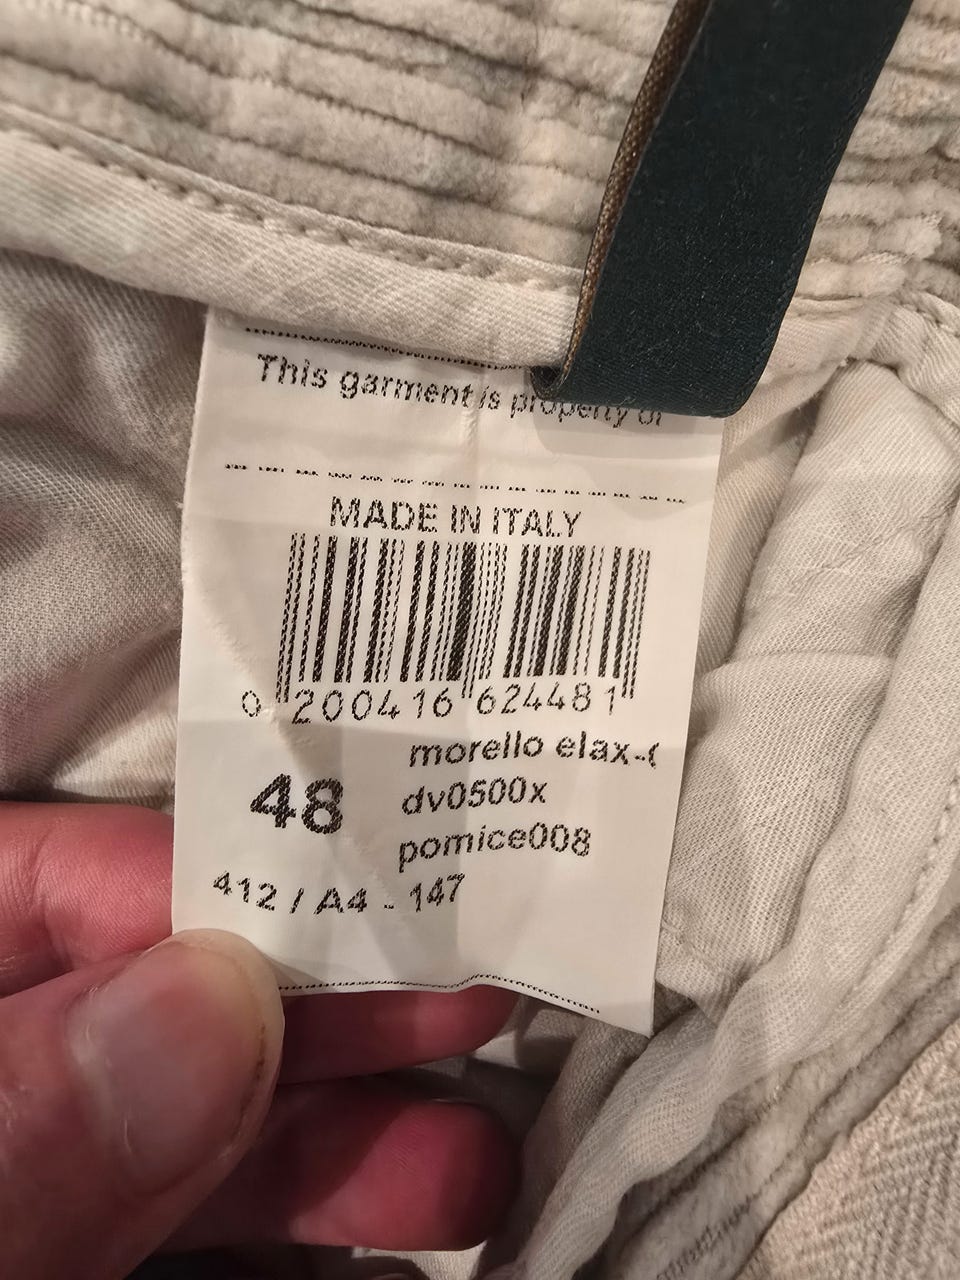 This garment is property of
MADE IN ITALY
0 200416 624481
morello elax-(
48
dv0500x
pomice008
412 / A4 - 147